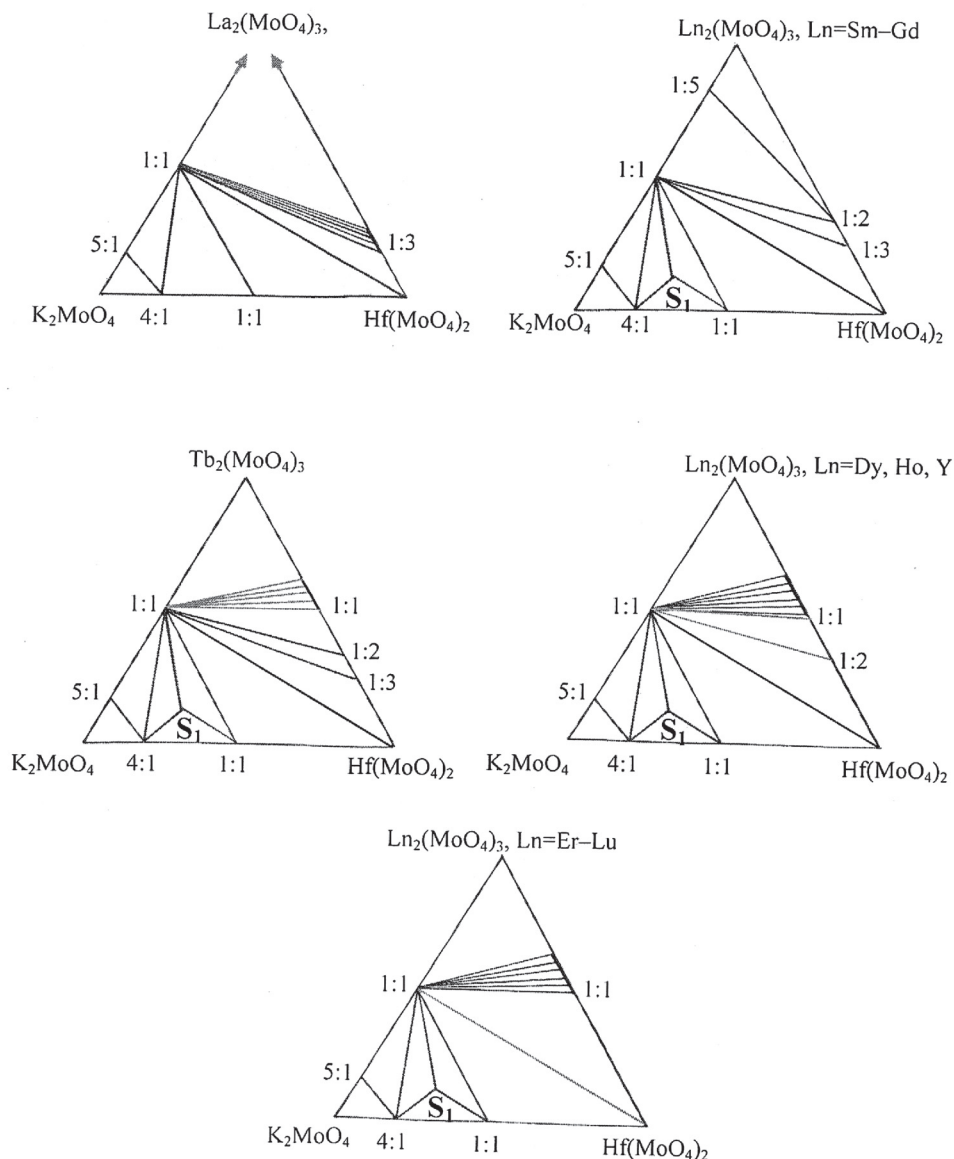 La₂(MoO₄)₃,
1:1
5:1
1:3
K₂MoO₄
4:1
1:1
Hf(MoO₄)₂
Ln₂(MoO₄)₃, Ln=Sm–Gd
1:5
1:1
1:2
1:3
5:1
S₁
K₂MoO₄
4:1
1:1
Hf(MoO₄)₂
Tb₂(MoO₄)₃
1:1
1:1
1:2
1:3
5:1
S₁
K₂MoO₄
4:1
1:1
Hf(MoO₄)₂
Ln₂(MoO₄)₃, Ln=Dy, Ho, Y
1:1
1:1
1:2
5:1
S₁
K₂MoO₄
4:1
1:1
Hf(MoO₄)₂
Ln₂(MoO₄)₃, Ln=Er–Lu
1:1
1:1
5:1
S₁
K₂MoO₄
4:1
1:1
Hf(MoO₄)₂